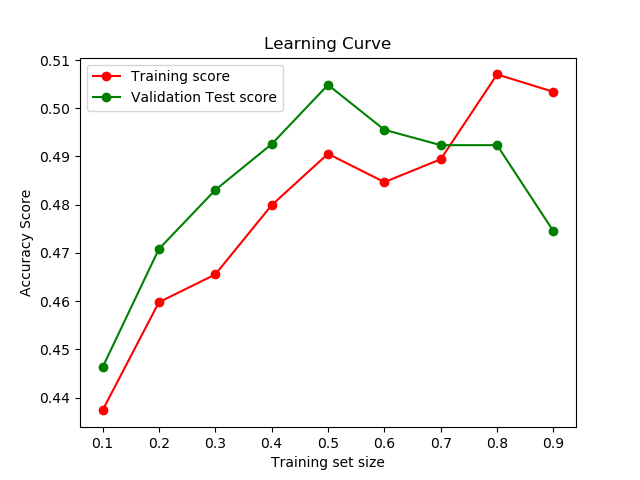 Learning Curve
Training score
Validation Test score
Accuracy Score
0.51
0.50
0.49
0.48
0.47
0.46
0.45
0.44
0.1 0.2 0.3 0.4 0.5 0.6 0.7 0.8 0.9
Training set size